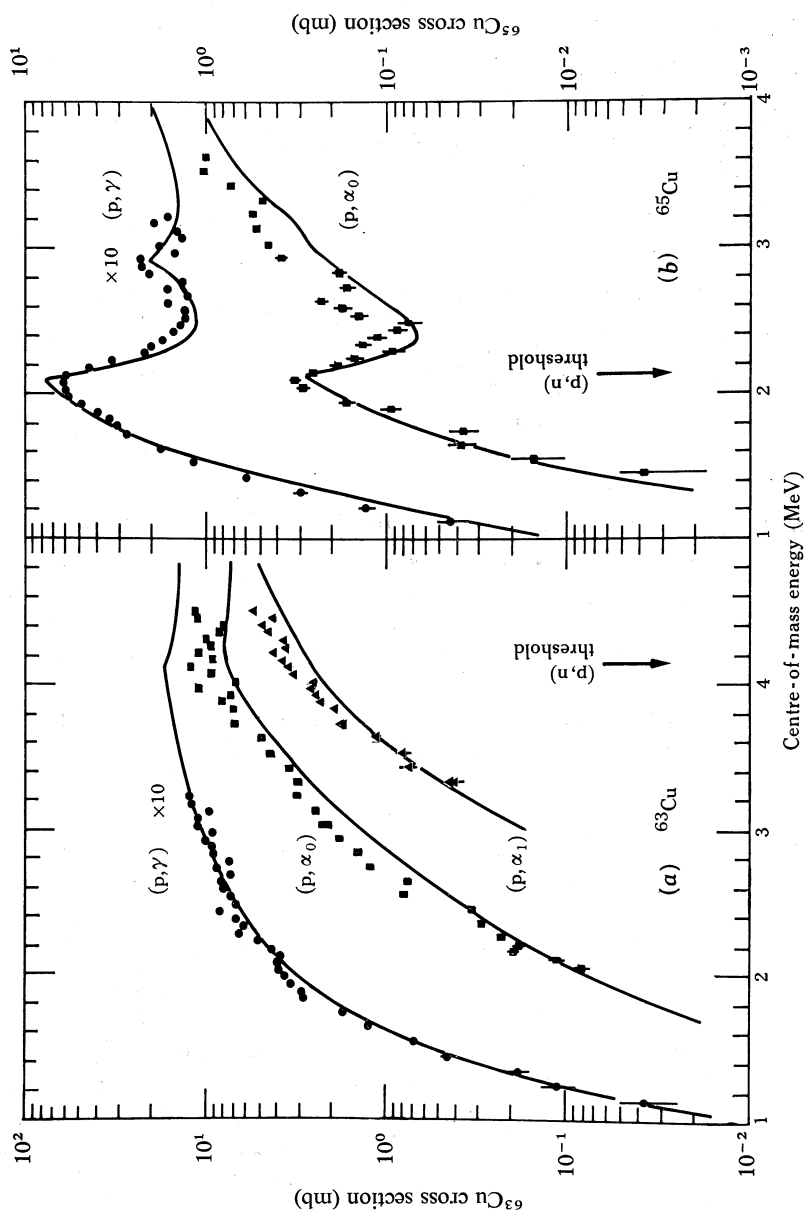 ⁶³Cu cross section (mb)
10²
10¹
10⁰
10⁻¹
10⁻²
(p,γ) ×10
(p,α₀)
(p,α₁)
(a) ⁶³Cu
(p,n)
threshold
1 2 3 4
(p,γ)
×10
(p,α₀)
(b) ⁶⁵Cu
(p,n)
threshold
1 2 3 4
10¹
10⁰
10⁻¹
10⁻²
10⁻³
⁶⁵Cu cross section (mb)
Centre-of-mass energy (MeV)